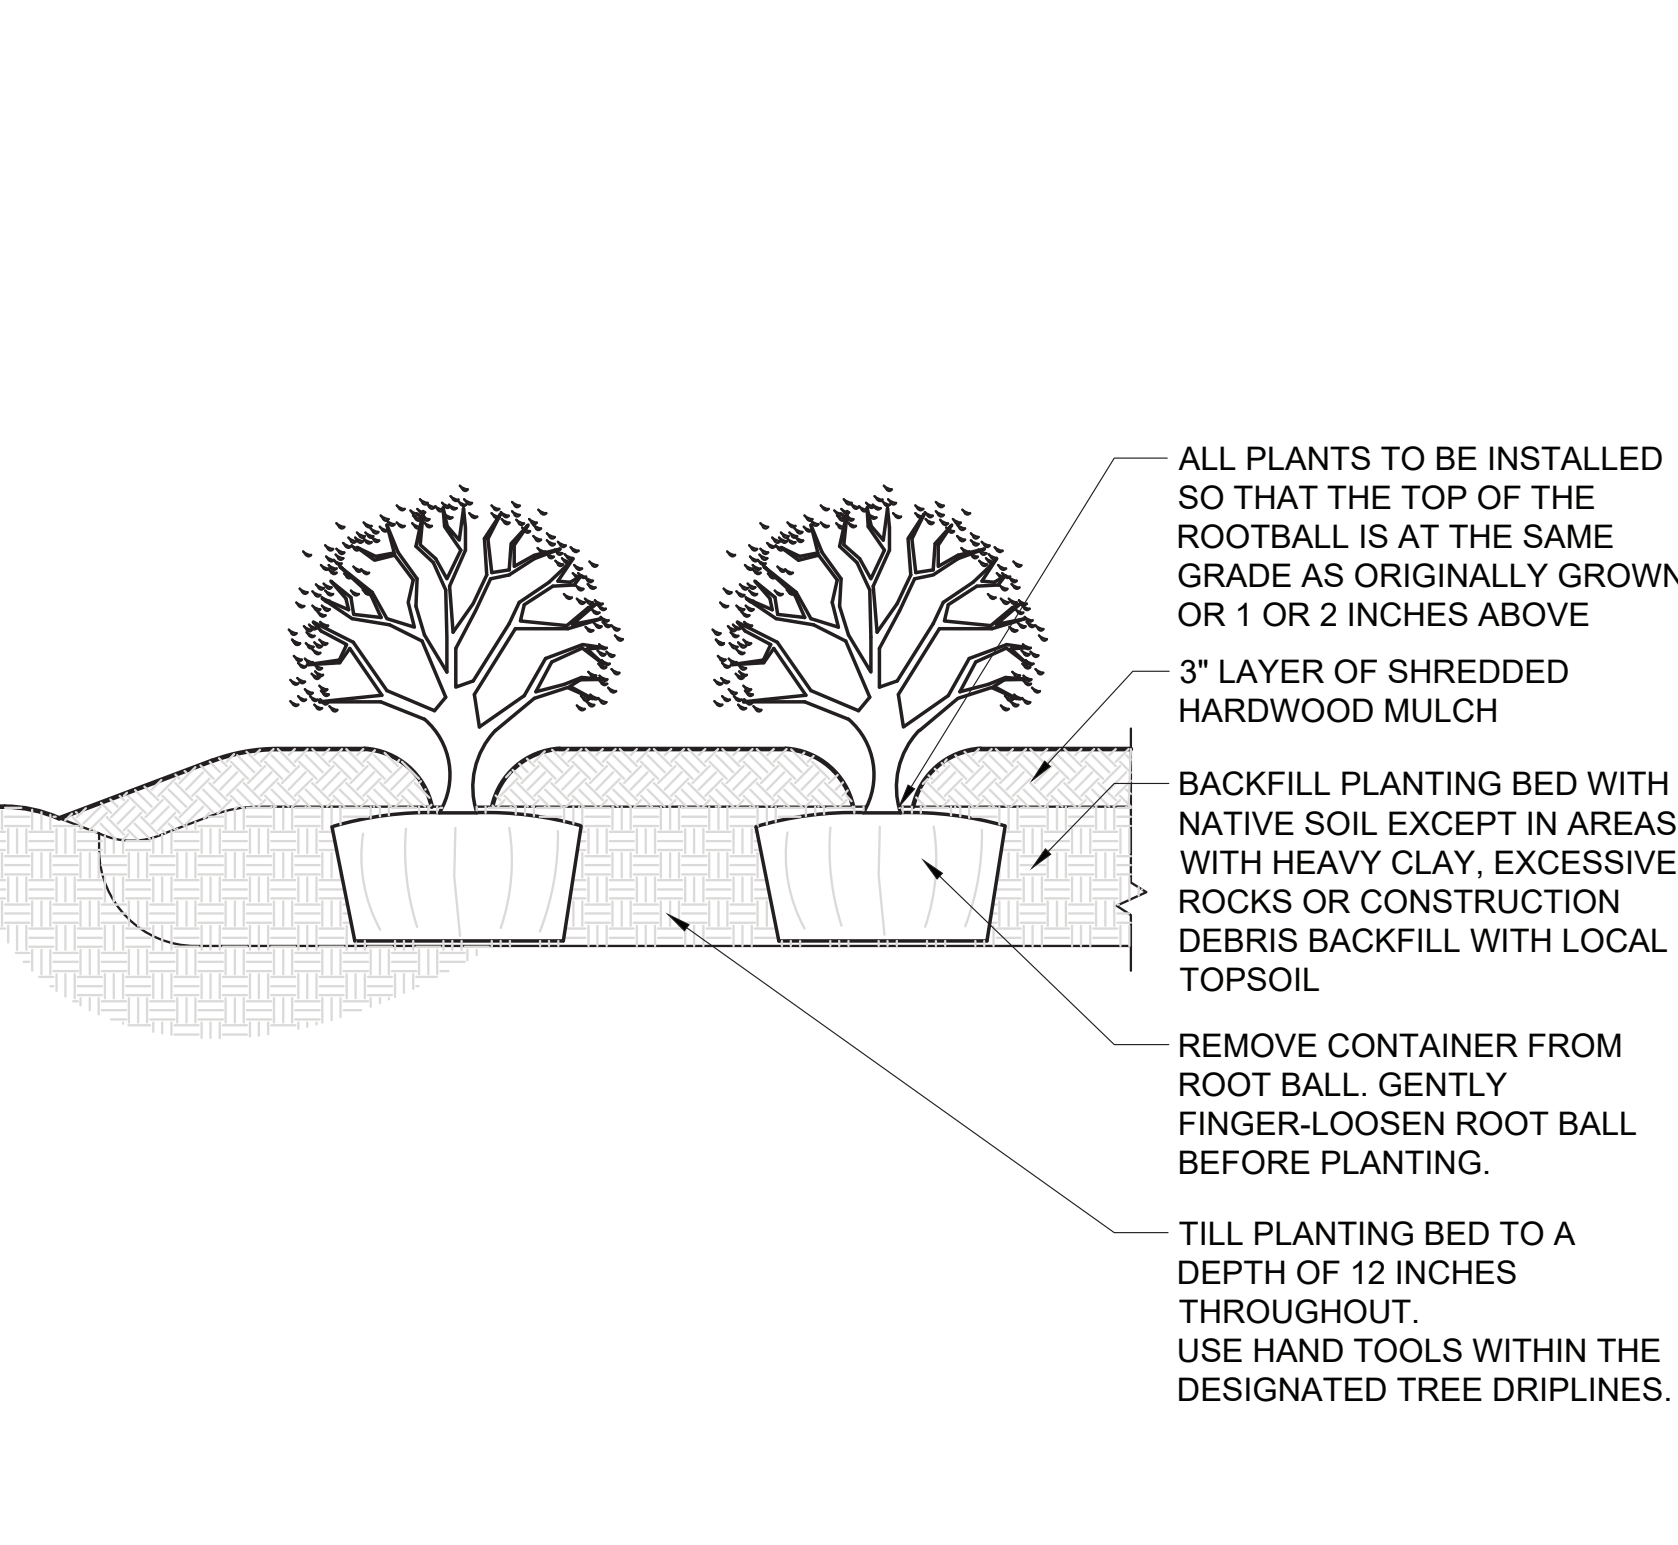 ALL PLANTS TO BE INSTALLED
SO THAT THE TOP OF THE
ROOTBALL IS AT THE SAME
GRADE AS ORIGINALLY GROWN
OR 1 OR 2 INCHES ABOVE
3" LAYER OF SHREDDED
HARDWOOD MULCH
BACKFILL PLANTING BED WITH
NATIVE SOIL EXCEPT IN AREAS
WITH HEAVY CLAY, EXCESSIVE
ROCKS OR CONSTRUCTION
DEBRIS BACKFILL WITH LOCAL
TOPSOIL
REMOVE CONTAINER FROM
ROOT BALL. GENTLY
FINGER-LOOSEN ROOT BALL
BEFORE PLANTING.
TILL PLANTING BED TO A
DEPTH OF 12 INCHES
THROUGHOUT.
USE HAND TOOLS WITHIN THE
DESIGNATED TREE DRIPLINES.